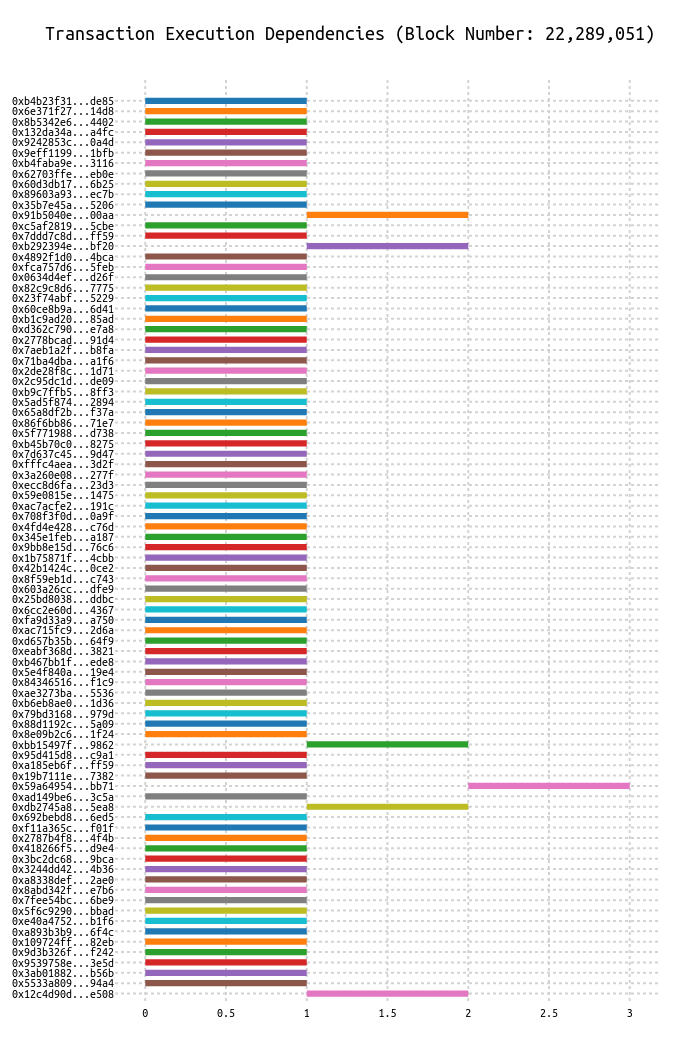 Transaction Execution Dependencies (Block Number: 22,289,051)
0xb4b23f31...de85
0x6e371f27...14d8
0x8b5342e6...4402
0x132da34a...a4fc
0x9242853c...0a4d
0x9eff1199...1bfb
0xb4faba9e...3116
0x62703ffe...eb0e
0x60d3db17...6b25
0x89603a93...ec7b
0x35b7e45a...5206
0x91b5040e...00aa
0xc5af2819...5cbe
0x7ddd7c8d...ff59
0xb292394e...bf20
0x4892f1d0...4bca
0xfca757d6...5feb
0x0634d4ef...d26f
0x82c9c8d6...7775
0x23f74abf...5229
0x60ce8b9a...6d41
0xb1c9ad20...85ad
0xd362c790...e7a8
0x2778bcad...91d4
0x7aeb1a2f...b8fa
0x71ba4dba...a1f6
0x2de28f8c...1d71
0x2c95dc1d...de09
0xb9c7ffb5...8ff3
0x5ad5f874...2894
0x65a8df2b...f37a
0x86f6bb86...71e7
0x5f771988...d738
0xb45b70c0...8275
0x7d637c45...9d47
0xfffc4aea...3d2f
0x3a260e08...277f
0xecc8d6fa...23d3
0x59e0815e...1475
0xac7acfe2...191c
0x708f3f0d...0a9f
0x4fd4e428...c76d
0x345e1feb...a187
0x9bb8e15d...76c6
0x1b75871f...4cbb
0x42b1424c...0ce2
0x8f59eb1d...c743
0x603a26cc...dfe9
0x25bd8038...ddbc
0x6cc2e60d...4367
0xfa9d33a9...a750
0xac715fc9...2d6a
0xd657b35b...64f9
0xeabf368d...3821
0xb467bb1f...ede8
0x5e4f840a...19e4
0x84346516...f1c9
0xae3273ba...5536
0xb6eb8ae0...1d36
0x79bd3168...979d
0x88d1192c...5a09
0x8e09b2c6...1f24
0xbb15497f...9862
0x95d415d8...c9a1
0xa185eb6f...ff59
0x19b7111e...7382
0x59a64954...bb71
0xad149be6...3c5a
0xdb2745a8...5ea8
0x692bebd8...6ed5
0xf11a365c...f01f
0x2787b4f8...4f4b
0x418266f5...d9e4
0x3bc2dc68...9bca
0x3244dd42...4b36
0xa8338def...2ae0
0x8abd342f...e7b6
0x7fee54bc...6be9
0x5f6c9290...bbad
0xe40a4752...b1f6
0xa893b3b9...6f4c
0x109724ff...82eb
0x9d3b326f...f242
0x9539758e...3e5d
0x3ab01882...b56b
0x5533a809...94a4
0x12c4d90d...e508
0 0.5 1 1.5 2 2.5 3